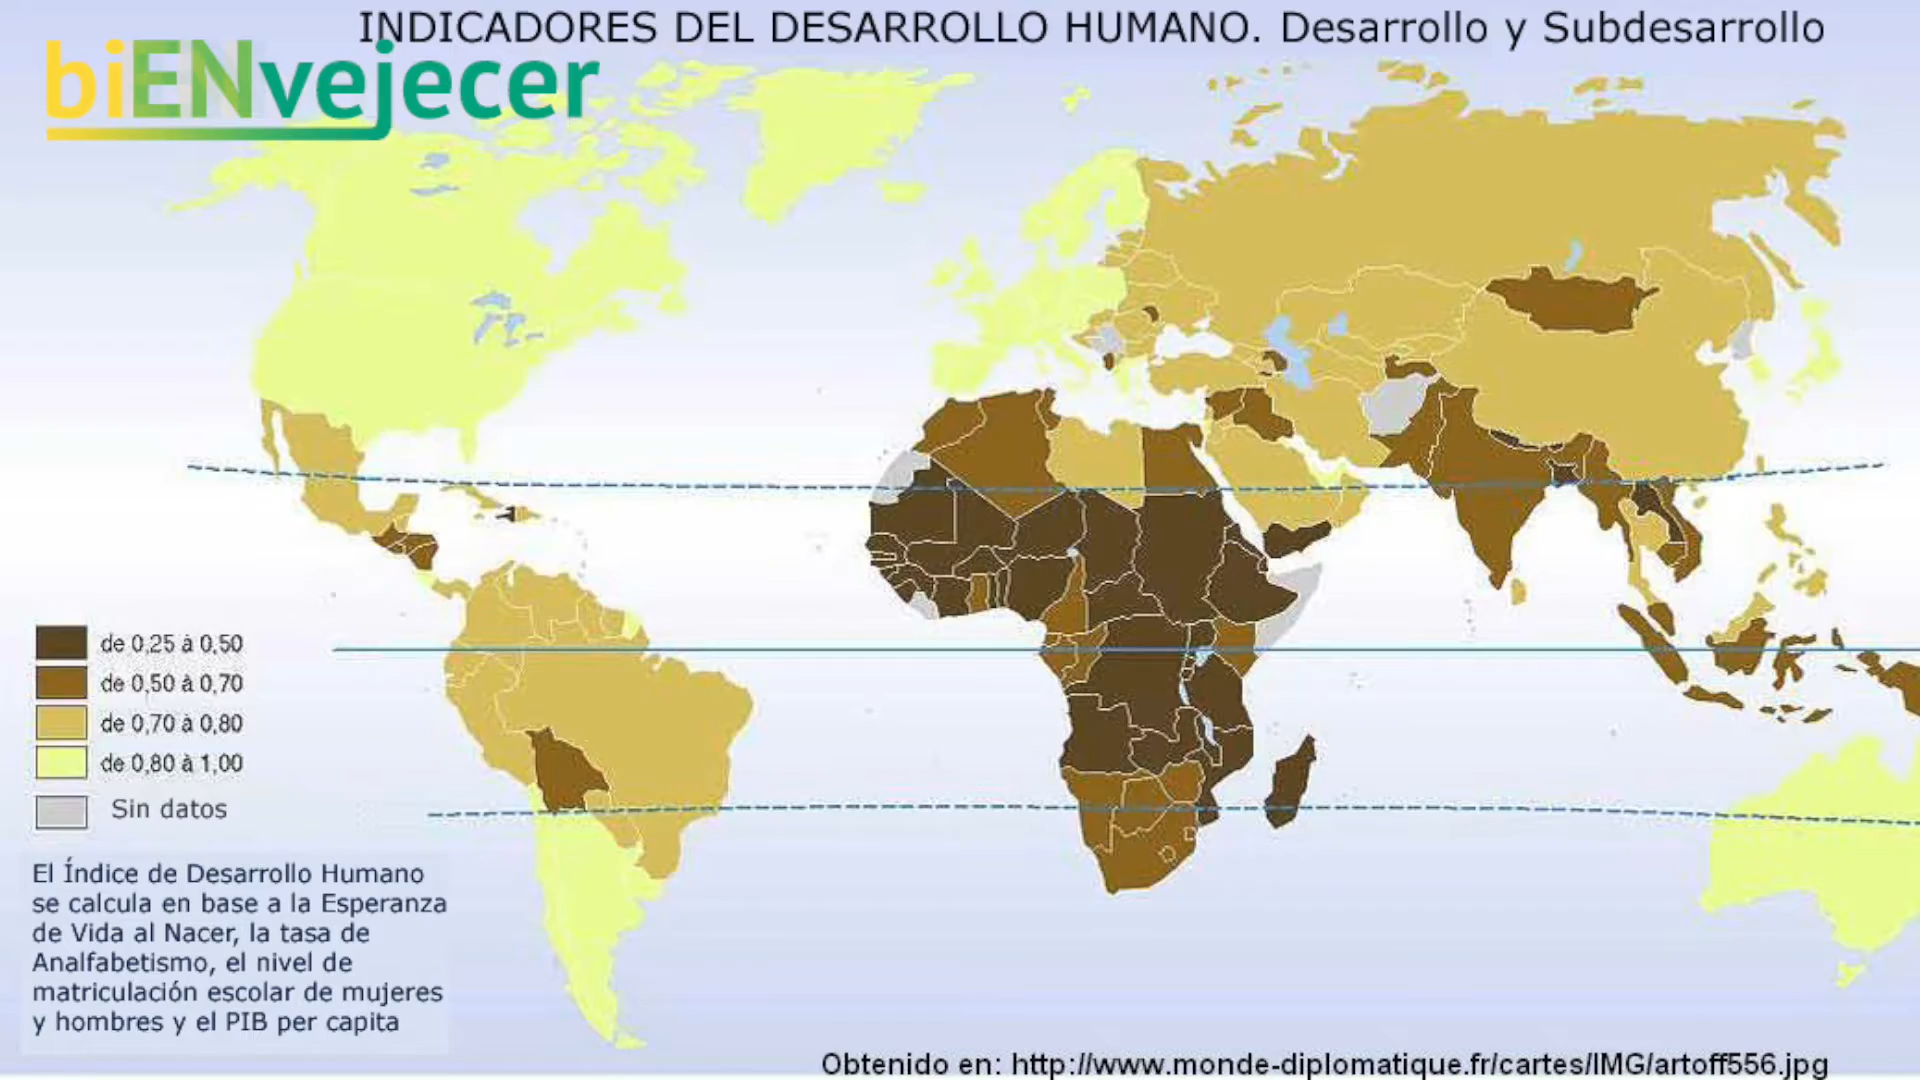 INDICADORES DEL DESARROLLO HUMANO. Desarrollo y Subdesarrollo
biENvejecer
de 0,25 à 0,50
de 0,50 à 0,70
de 0,70 à 0,80
de 0,80 à 1,00
Sin datos
El Índice de Desarrollo Humano
se calcula en base a la Esperanza
de Vida al Nacer, la tasa de
Analfabetismo, el nivel de
matriculación escolar de mujeres
y hombres y el PIB per capita
Obtenido en: http://www.monde-diplomatique.fr/cartes/IMG/artoff556.jpg